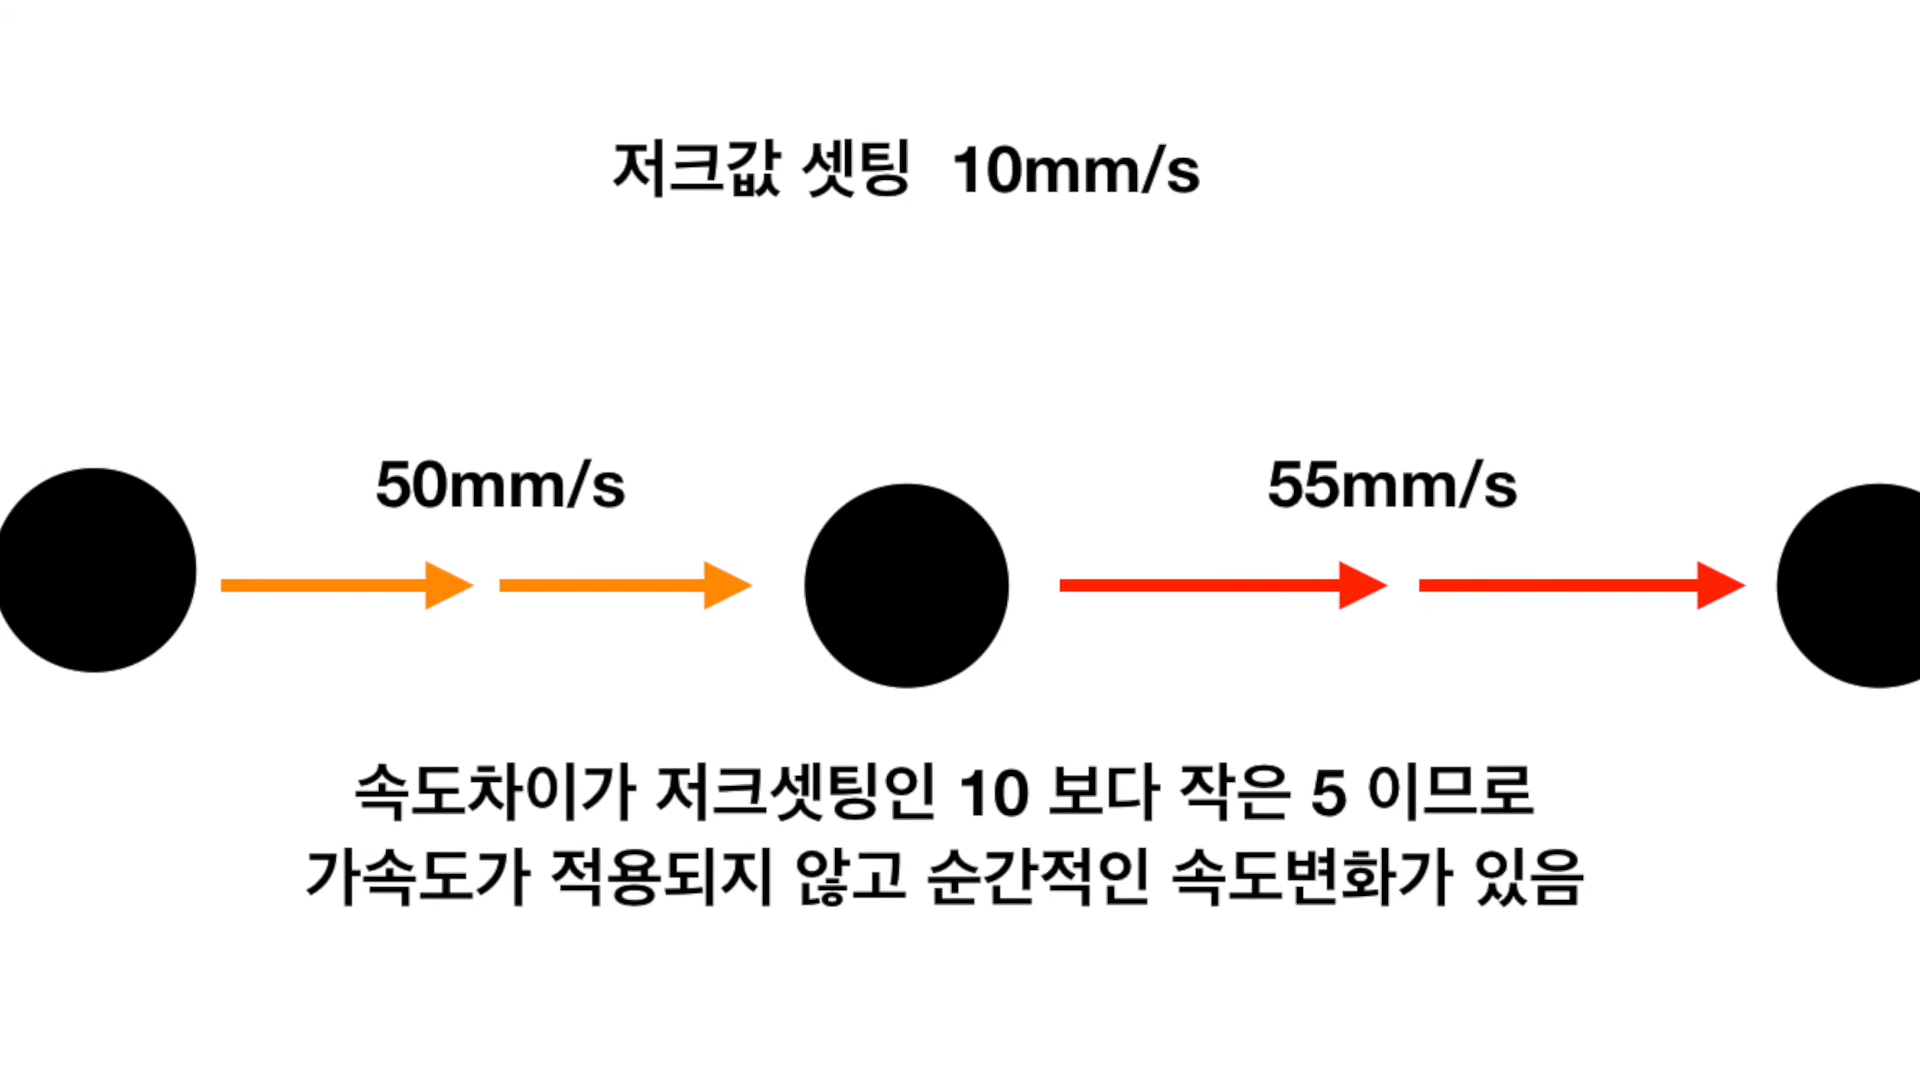 저크값 셋팅  10mm/s
50mm/s
55mm/s
속도차이가 저크셋팅인 10 보다 작은 5 이므로
가속도가 적용되지 않고 순간적인 속도변화가 있음